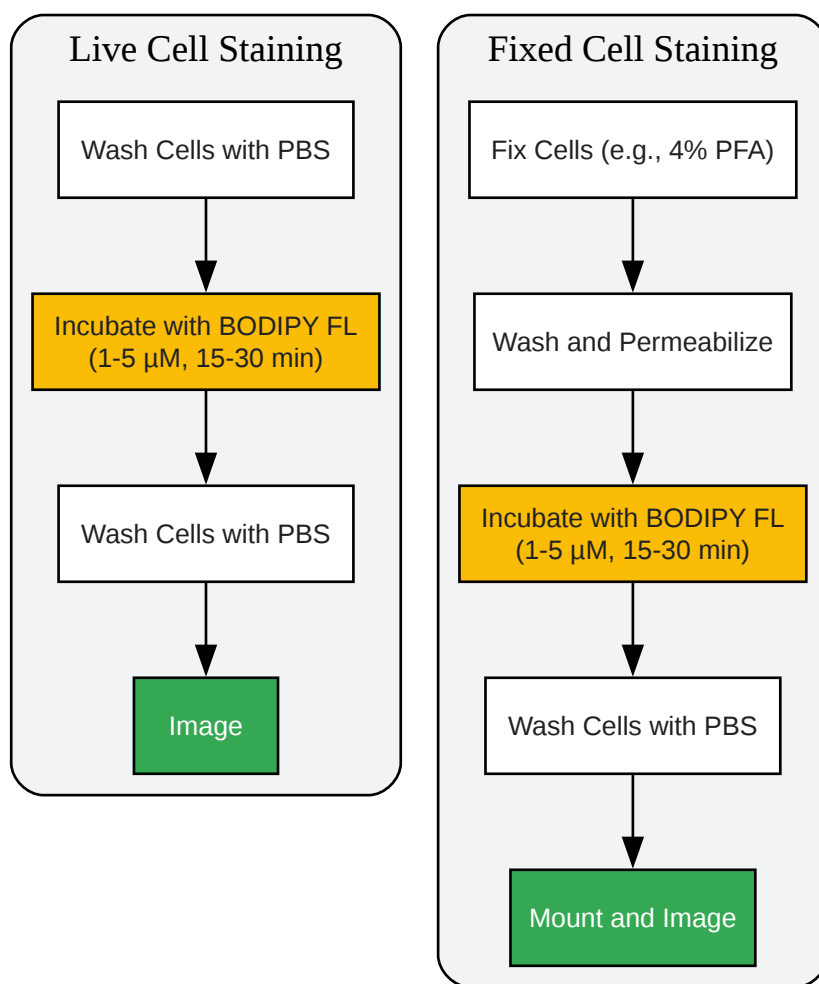 Live Cell Staining
Wash Cells with PBS
Incubate with BODIPY FL
(1-5 µM, 15-30 min)
Wash Cells with PBS
Image
Fixed Cell Staining
Fix Cells (e.g., 4% PFA)
Wash and Permeabilize
Incubate with BODIPY FL
(1-5 µM, 15-30 min)
Wash Cells with PBS
Mount and Image